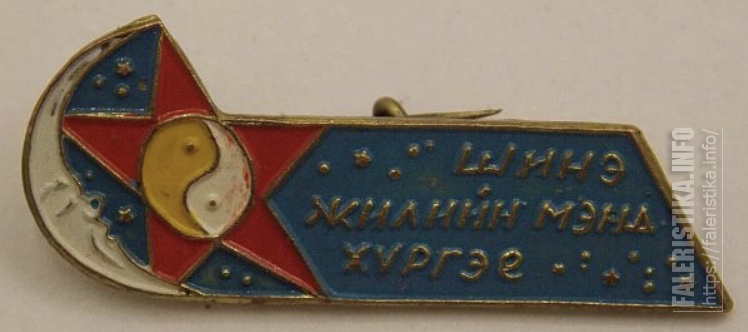 ШИНЭ
ЖИЛИЙН МЭНД
ХҮРГЭЕ
FALERISTIKA.INFO
https://faleristika.info/